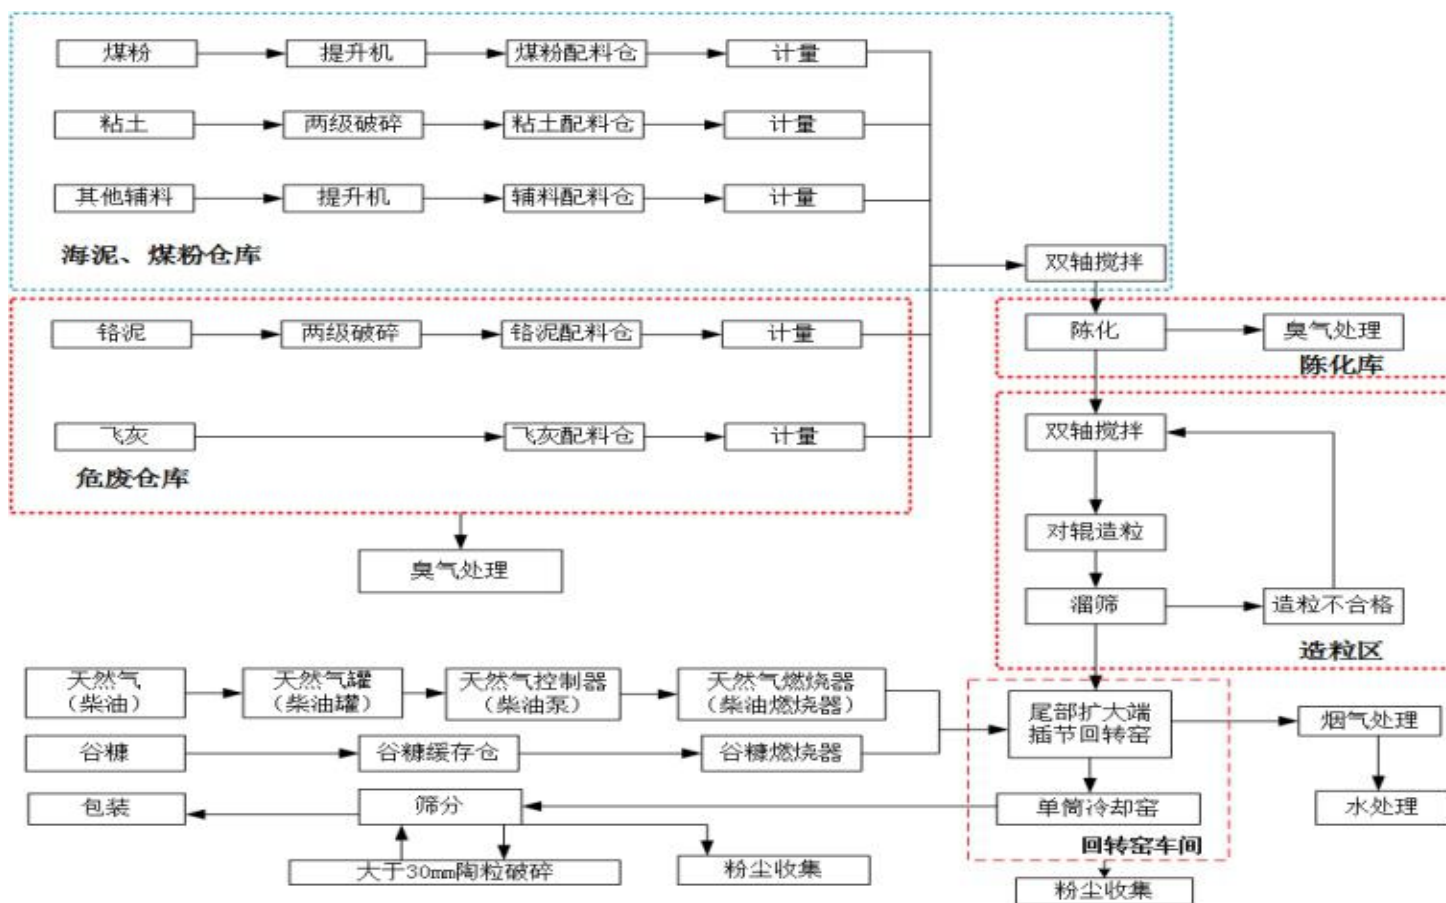 煤粉
提升机
煤粉配料仓
计量
粘土
两级破碎
粘土配料仓
计量
其他辅料
提升机
辅料配料仓
计量
海泥、煤粉仓库
双轴搅拌
铬泥
两级破碎
铬泥配料仓
计量
陈化
臭气处理
陈化库
飞灰
飞灰配料仓
计量
危废仓库
双轴搅拌
臭气处理
对辊造粒
溜筛
造粒不合格
造粒区
天然气
（柴油）
天然气罐
（柴油罐）
天然气控制器
（柴油泵）
天然气燃烧器
（柴油燃烧器）
尾部扩大端
插节回转窑
烟气处理
谷糠
谷糠缓存仓
谷糠燃烧器
包装
筛分
单筒冷却窑
水处理
回转窑车间
大于30mm陶粒破碎
粉尘收集
粉尘收集